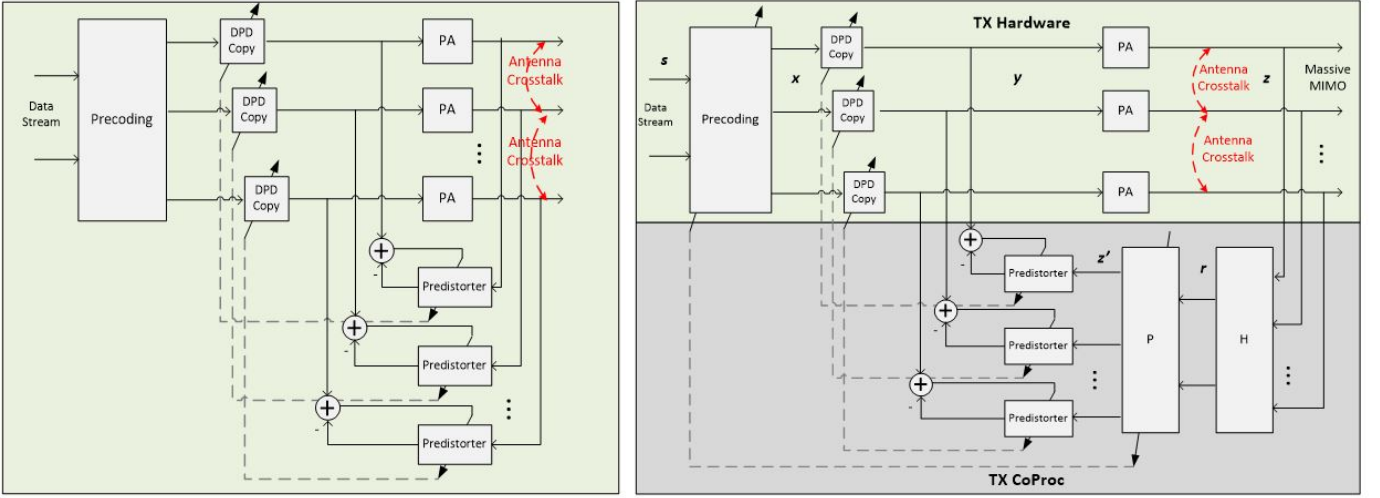 DPD
Copy
PA
Antenna
Crosstalk
DPD
Copy
PA
Data
Stream
Precoding
Antenna
Crosstalk
DPD
Copy
PA
+
-
Predistorter
+
-
Predistorter
+
-
Predistorter
TX Hardware
DPD
Copy
PA
s
x
y
Antenna
Crosstalk
z
Massive
MIMO
Data
Stream
Precoding
DPD
Copy
PA
Antenna
Crosstalk
DPD
Copy
PA
+
-
Predistorter
z’
r
+
-
Predistorter
P
H
+
-
Predistorter
TX CoProc